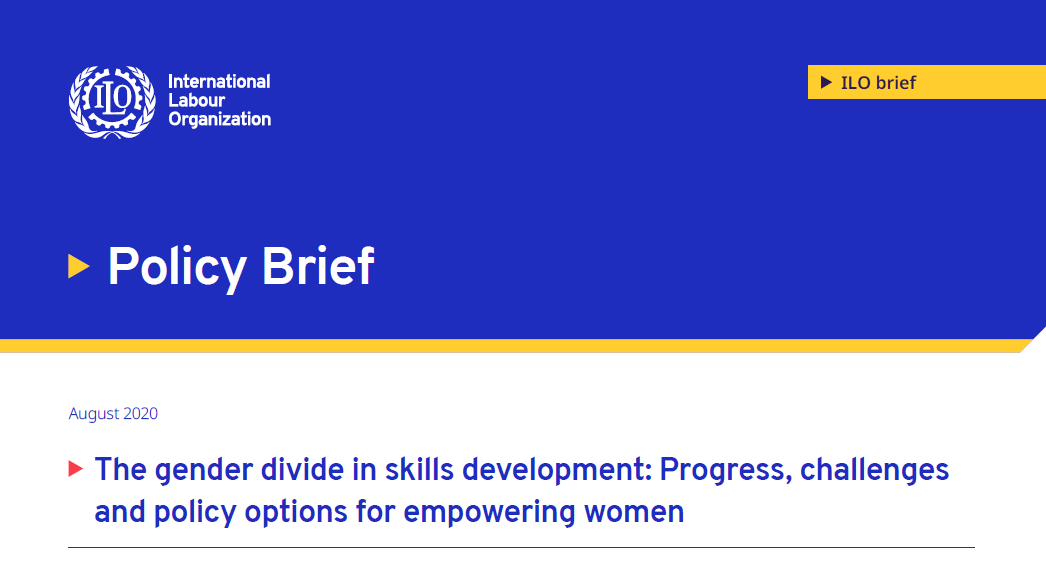 ILO
International
Labour
Organization
ILO brief
Policy Brief
August 2020
The gender divide in skills development: Progress, challenges
and policy options for empowering women